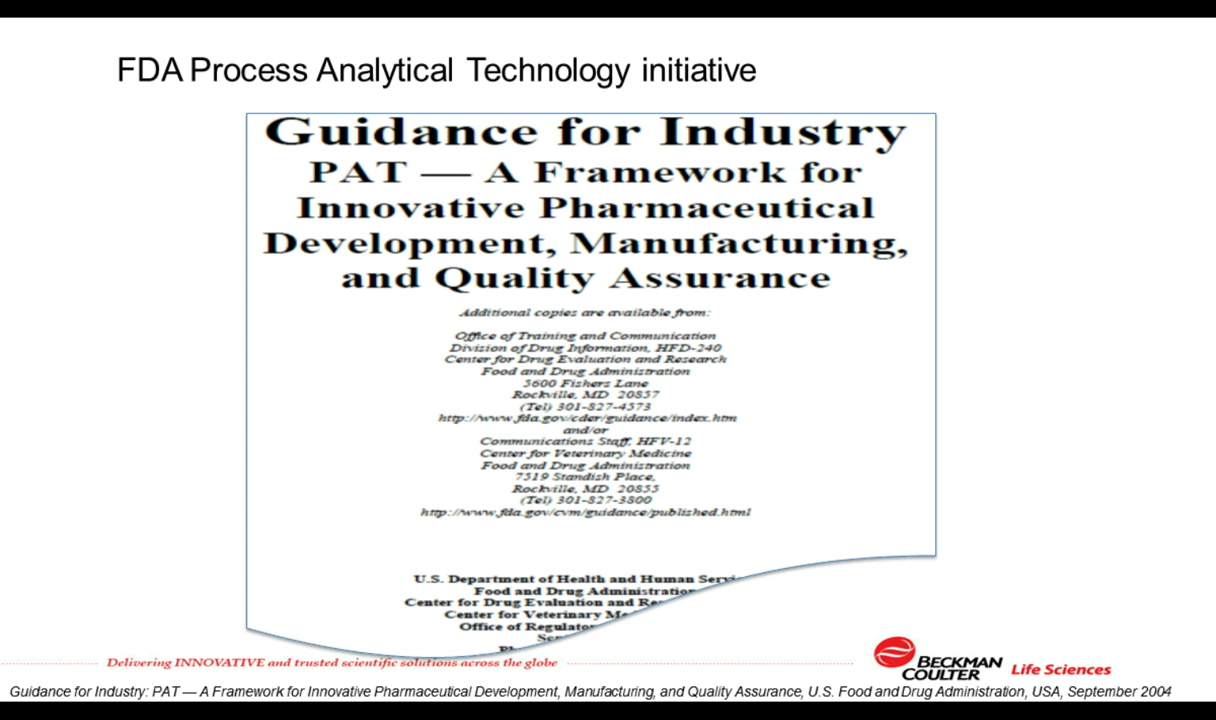 FDA Process Analytical Technology initiative
Guidance for Industry
PAT — A Framework for
Innovative Pharmaceutical
Development, Manufacturing,
and Quality Assurance
Additional copies are available from:
Office of Training and Communication
Division of Drug Information, HFD-240
Center for Drug Evaluation and Research
Food and Drug Administration
5600 Fishers Lane
Rockville, MD 20857
(Tel) 301-827-4573
http://www.fda.gov/cder/guidance/index.htm
and/or
Communications Staff, HFV-12
Center for Veterinary Medicine
Food and Drug Administration
7519 Standish Place,
Rockville, MD 20855
(Tel) 301-827-3800
http://www.fda.gov/cvm/guidance/published.html
U.S. Department of Health and Human
Food and Drug Administration
Center for Drug Evaluation and
Center for Veterinary
Office of
Delivering INNOVATIVE and trusted scientific solutions across the globe
BECKMAN
COULTER
Life Sciences
Guidance for Industry: PAT — A Framework for Innovative Pharmaceutical Development, Manufacturing, and Quality Assurance, U.S. Food and Drug Administration, USA, September 2004